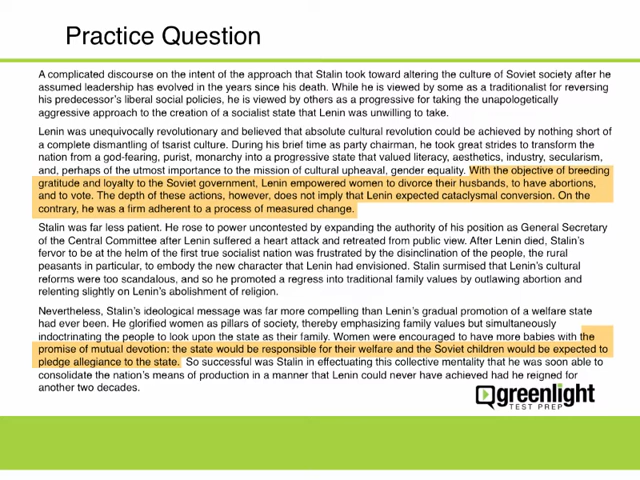 Practice Question
A complicated discourse on the intent of the approach that Stalin took toward altering the culture of Soviet society after he
assumed leadership has evolved in the years since his death. While he is viewed by some as a traditionalist for reversing
his predecessor's liberal social policies, he is viewed by others as a progressive for taking the unapologetically
aggressive approach to the creation of a socialist state that Lenin was unwilling to take.
Lenin was unequivocally revolutionary and believed that absolute cultural revolution could be achieved by nothing short of
a complete dismantling of tsarist culture. During his brief time as party chairman, he took great strides to transform the
nation from a god-fearing, purist, monarchy into a progressive state that valued literacy, aesthetics, industry, secularism,
and, perhaps of the utmost importance to the mission of cultural upheaval, gender equality. With the objective of breeding
gratitude and loyalty to the Soviet government, Lenin empowered women to divorce their husbands, to have abortions,
and to vote. The depth of these actions, however, does not imply that Lenin expected cataclysmal conversion. On the
contrary, he was a firm adherent to a process of measured change.
Stalin was far less patient. He rose to power uncontested by expanding the authority of his position as General Secretary
of the Central Committee after Lenin suffered a heart attack and retreated from public view. After Lenin died, Stalin's
fervor to be at the helm of the first true socialist nation was frustrated by the disinclination of the people, the rural
peasants in particular, to embody the new character that Lenin had envisioned. Stalin surmised that Lenin's cultural
reforms were too scandalous, and so he promoted a regress into traditional family values by outlawing abortion and
relenting slightly on Lenin's abolishment of religion.
Nevertheless, Stalin's ideological message was far more compelling than Lenin's gradual promotion of a welfare state
had ever been. He glorified women as pillars of society, thereby emphasizing family values but simultaneously
indoctrinating the people to look upon the state as their family. Women were encouraged to have more babies with the
promise of mutual devotion: the state would be responsible for their welfare and the Soviet children would be expected to
pledge allegiance to the state. So successful was Stalin in effectuating this collective mentality that he was soon able to
consolidate the nation's means of production in a manner that Lenin could never have achieved had he reigned for
another two decades.
greenlight
TEST PREP